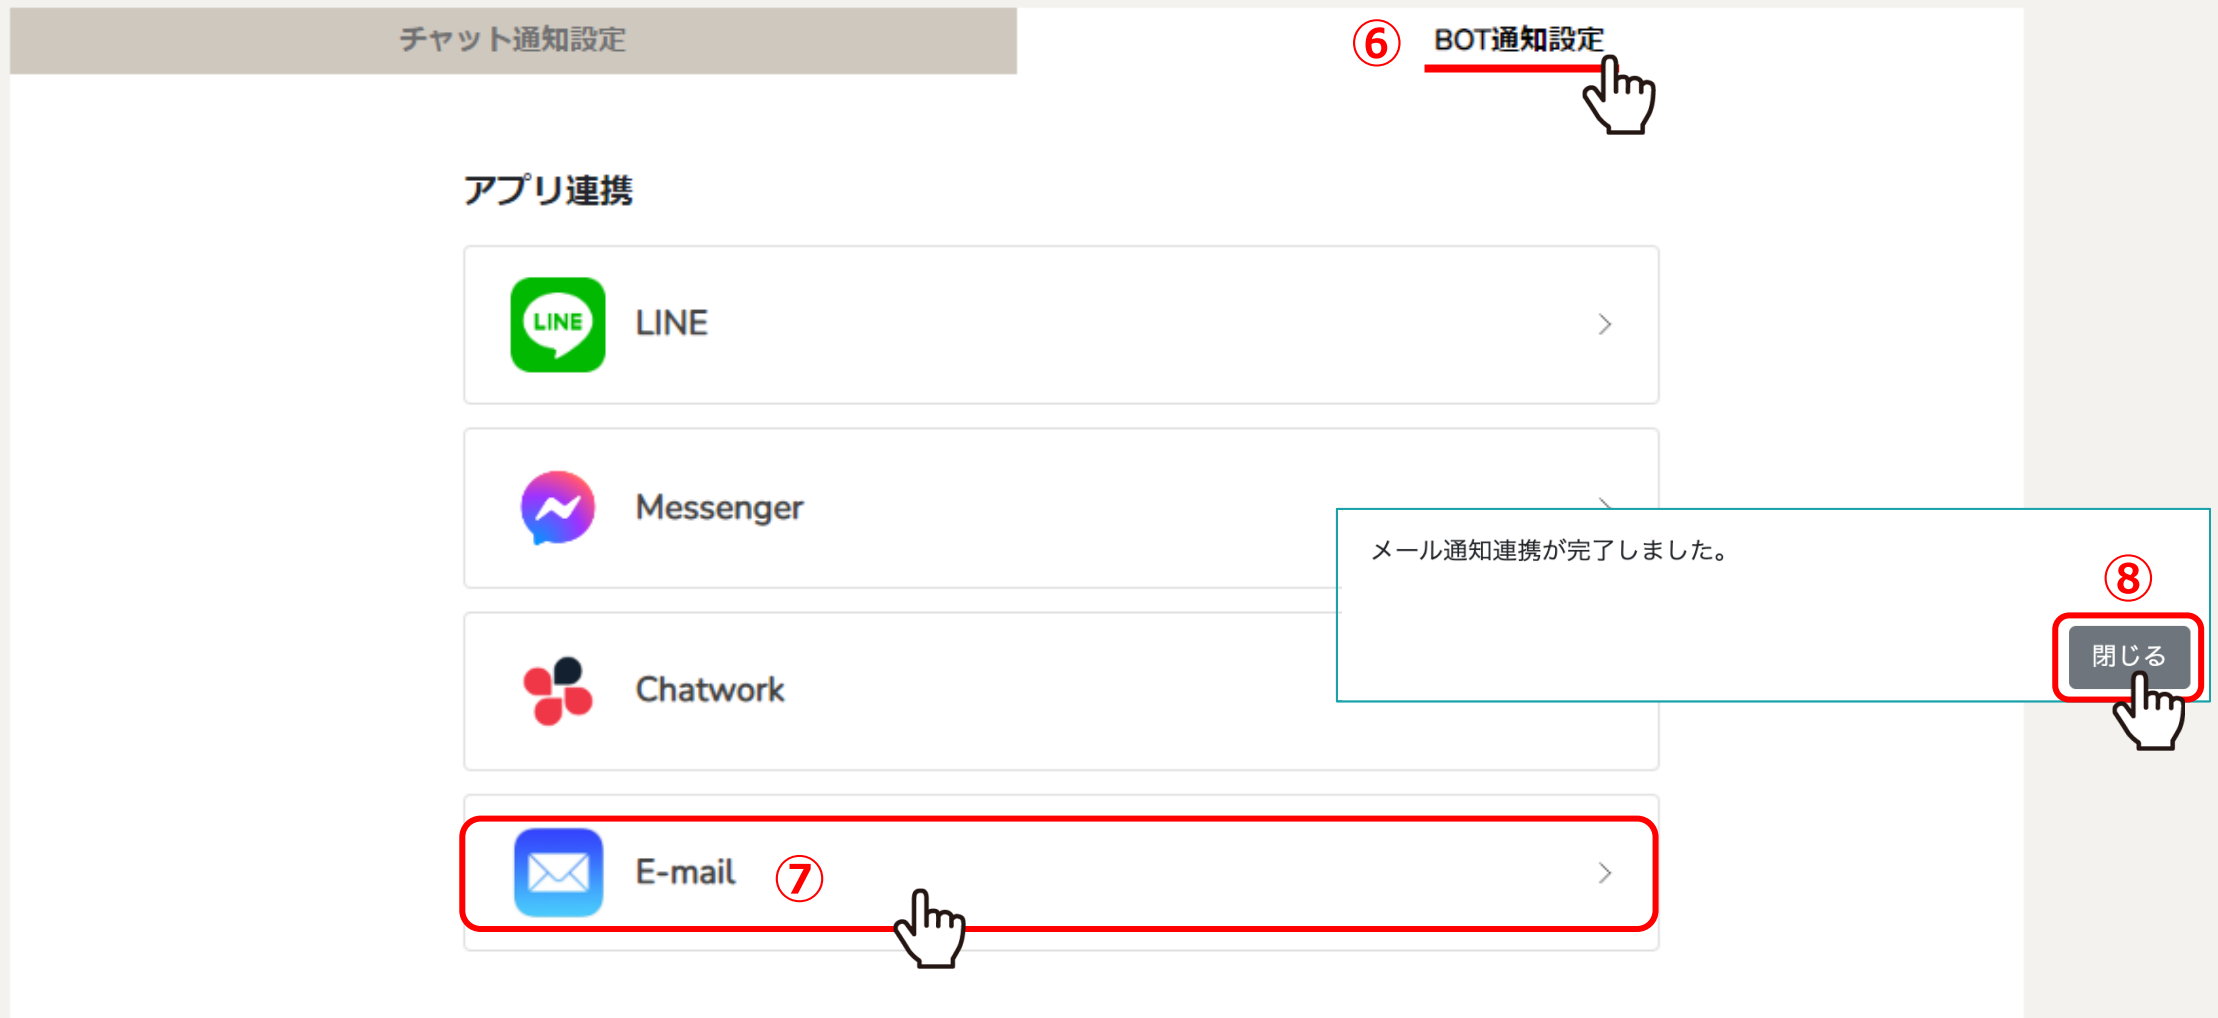 チャット通知設定
⑥ BOT通知設定
アプリ連携
LINE LINE
Messenger
メール通知連携が完了しました。
⑧
閉じる
Chatwork
E-mail ⑦